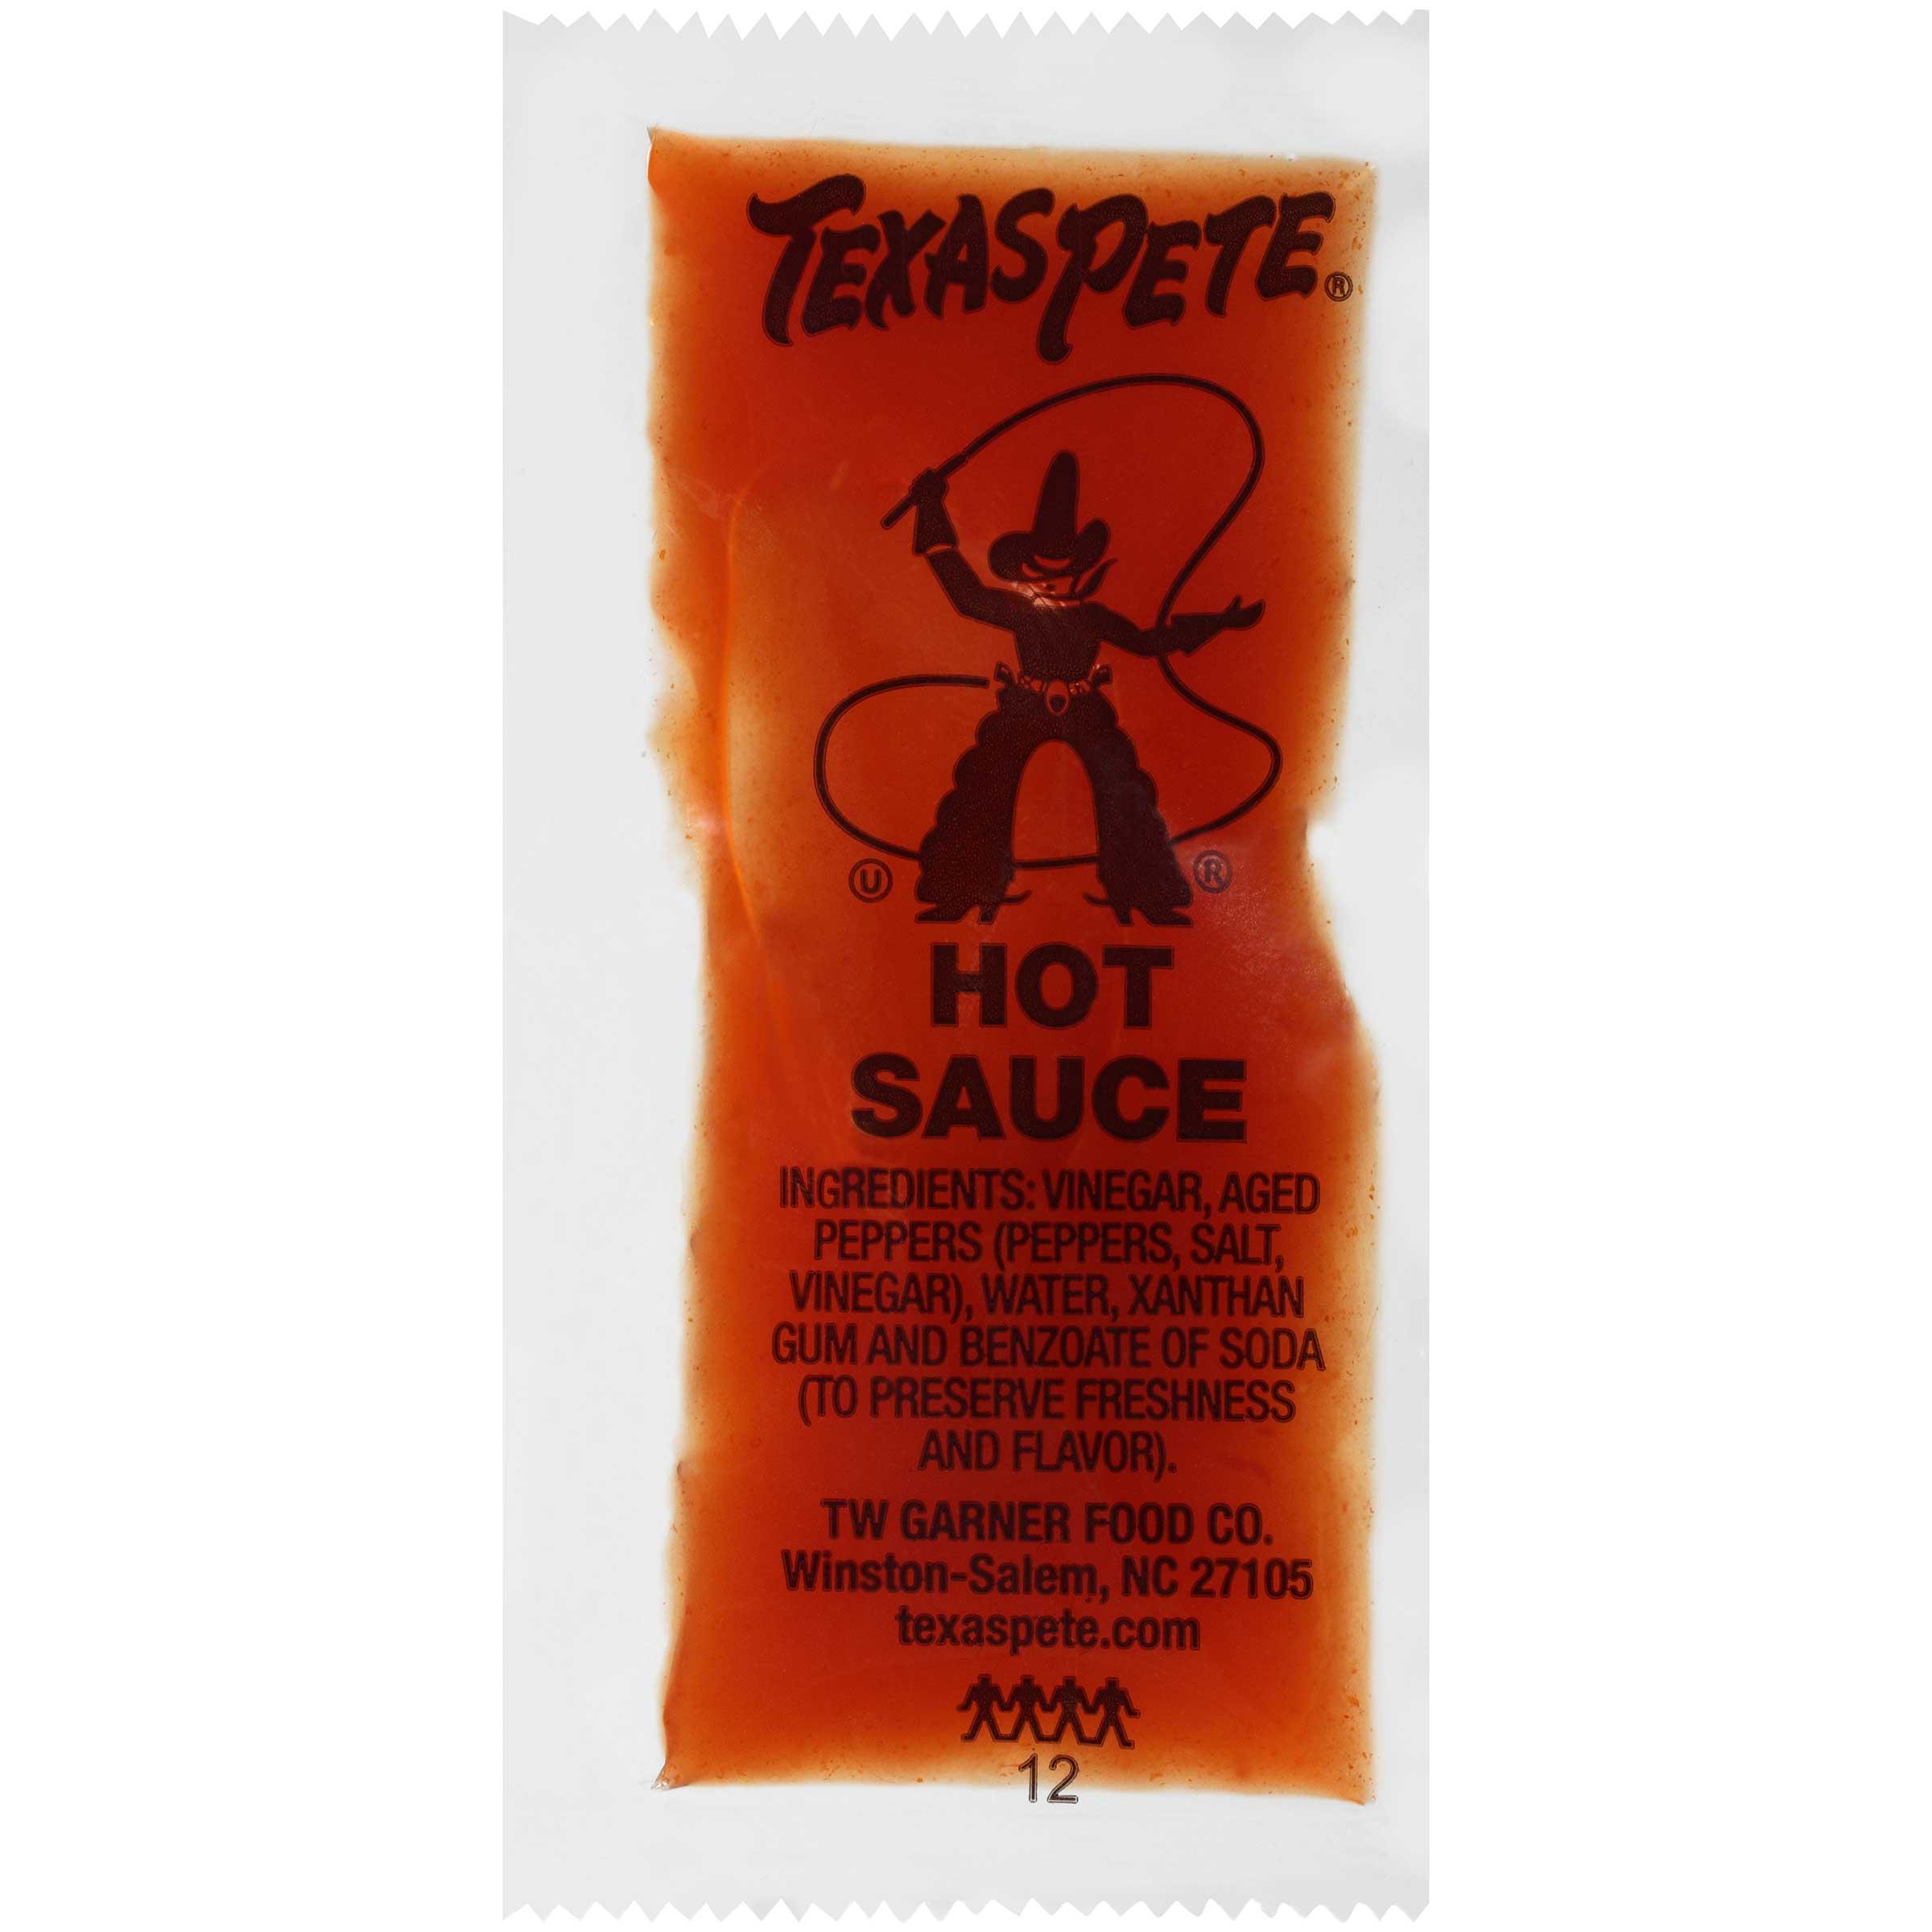 TEXAS PETE®
Ⓤ ®
HOT
SAUCE
INGREDIENTS: VINEGAR, AGED
PEPPERS (PEPPERS, SALT,
VINEGAR), WATER, XANTHAN
GUM AND BENZOATE OF SODA
(TO PRESERVE FRESHNESS
AND FLAVOR).
TW GARNER FOOD CO.
Winston-Salem, NC 27105
texaspete.com
12